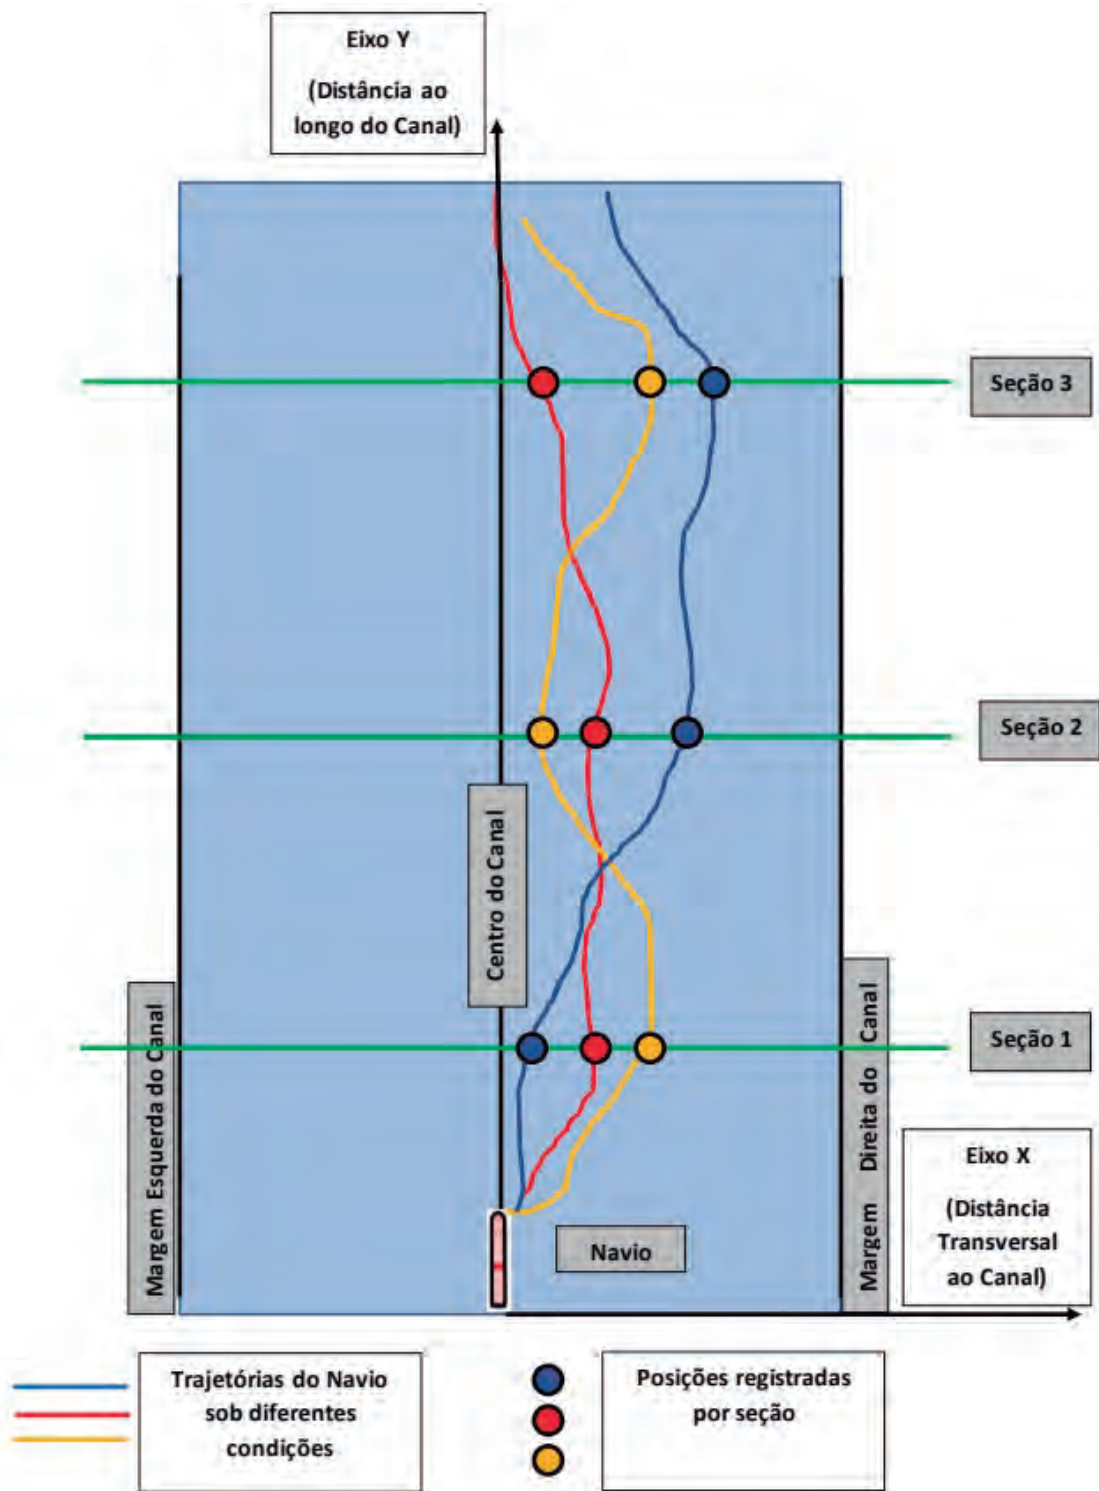 Eixo Y
(Distância ao
longo do Canal)
Seção 3
Seção 2
Centro do Canal
Seção 1
Margem Esquerda do Canal
Margem Direita do Canal
Eixo X
(Distância
Transversal
ao Canal)
Navio
Trajetórias do Navio
sob diferentes
condições
Posições registradas
por seção